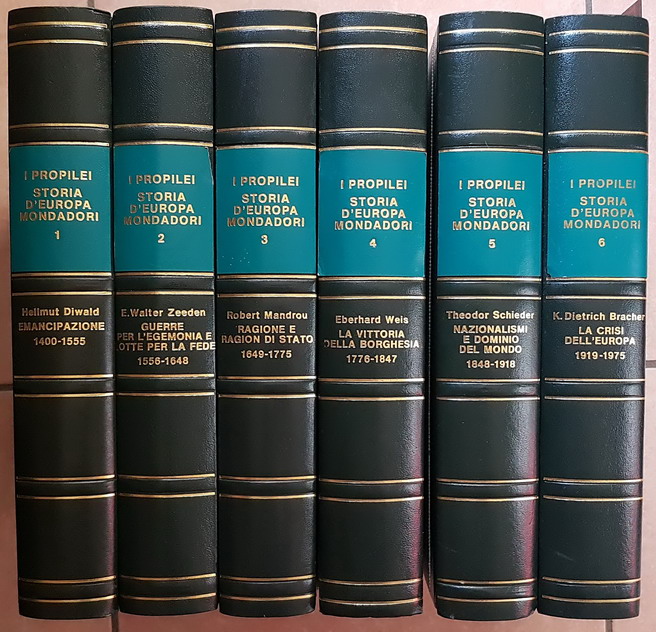 I PROPILEI
STORIA
D'EUROPA
MONDADORI
1
Hellmut Diwald
EMANCIPAZIONE
1400-1555
I PROPILEI
STORIA
D'EUROPA
MONDADORI
2
E. Walter Zeeden
GUERRE
PER L'EGEMONIA E
LOTTE PER LA FEDE
1556-1648
I PROPILEI
STORIA
D'EUROPA
MONDADORI
3
Robert Mandrou
RAGIONE E
RAGION DI STATO
1649-1775
I PROPILEI
STORIA
D'EUROPA
MONDADORI
4
Eberhard Weis
LA VITTORIA
DELLA BORGHESIA
1776-1847
I PROPILEI
STORIA
D'EUROPA
MONDADORI
5
Theodor Schieder
NAZIONALISMI
E DOMINIO
DEL MONDO
1848-1918
I PROPILEI
STORIA
D'EUROPA
MONDADORI
6
K. Dietrich Bracher
LA CRISI
DELL'EUROPA
1919-1975